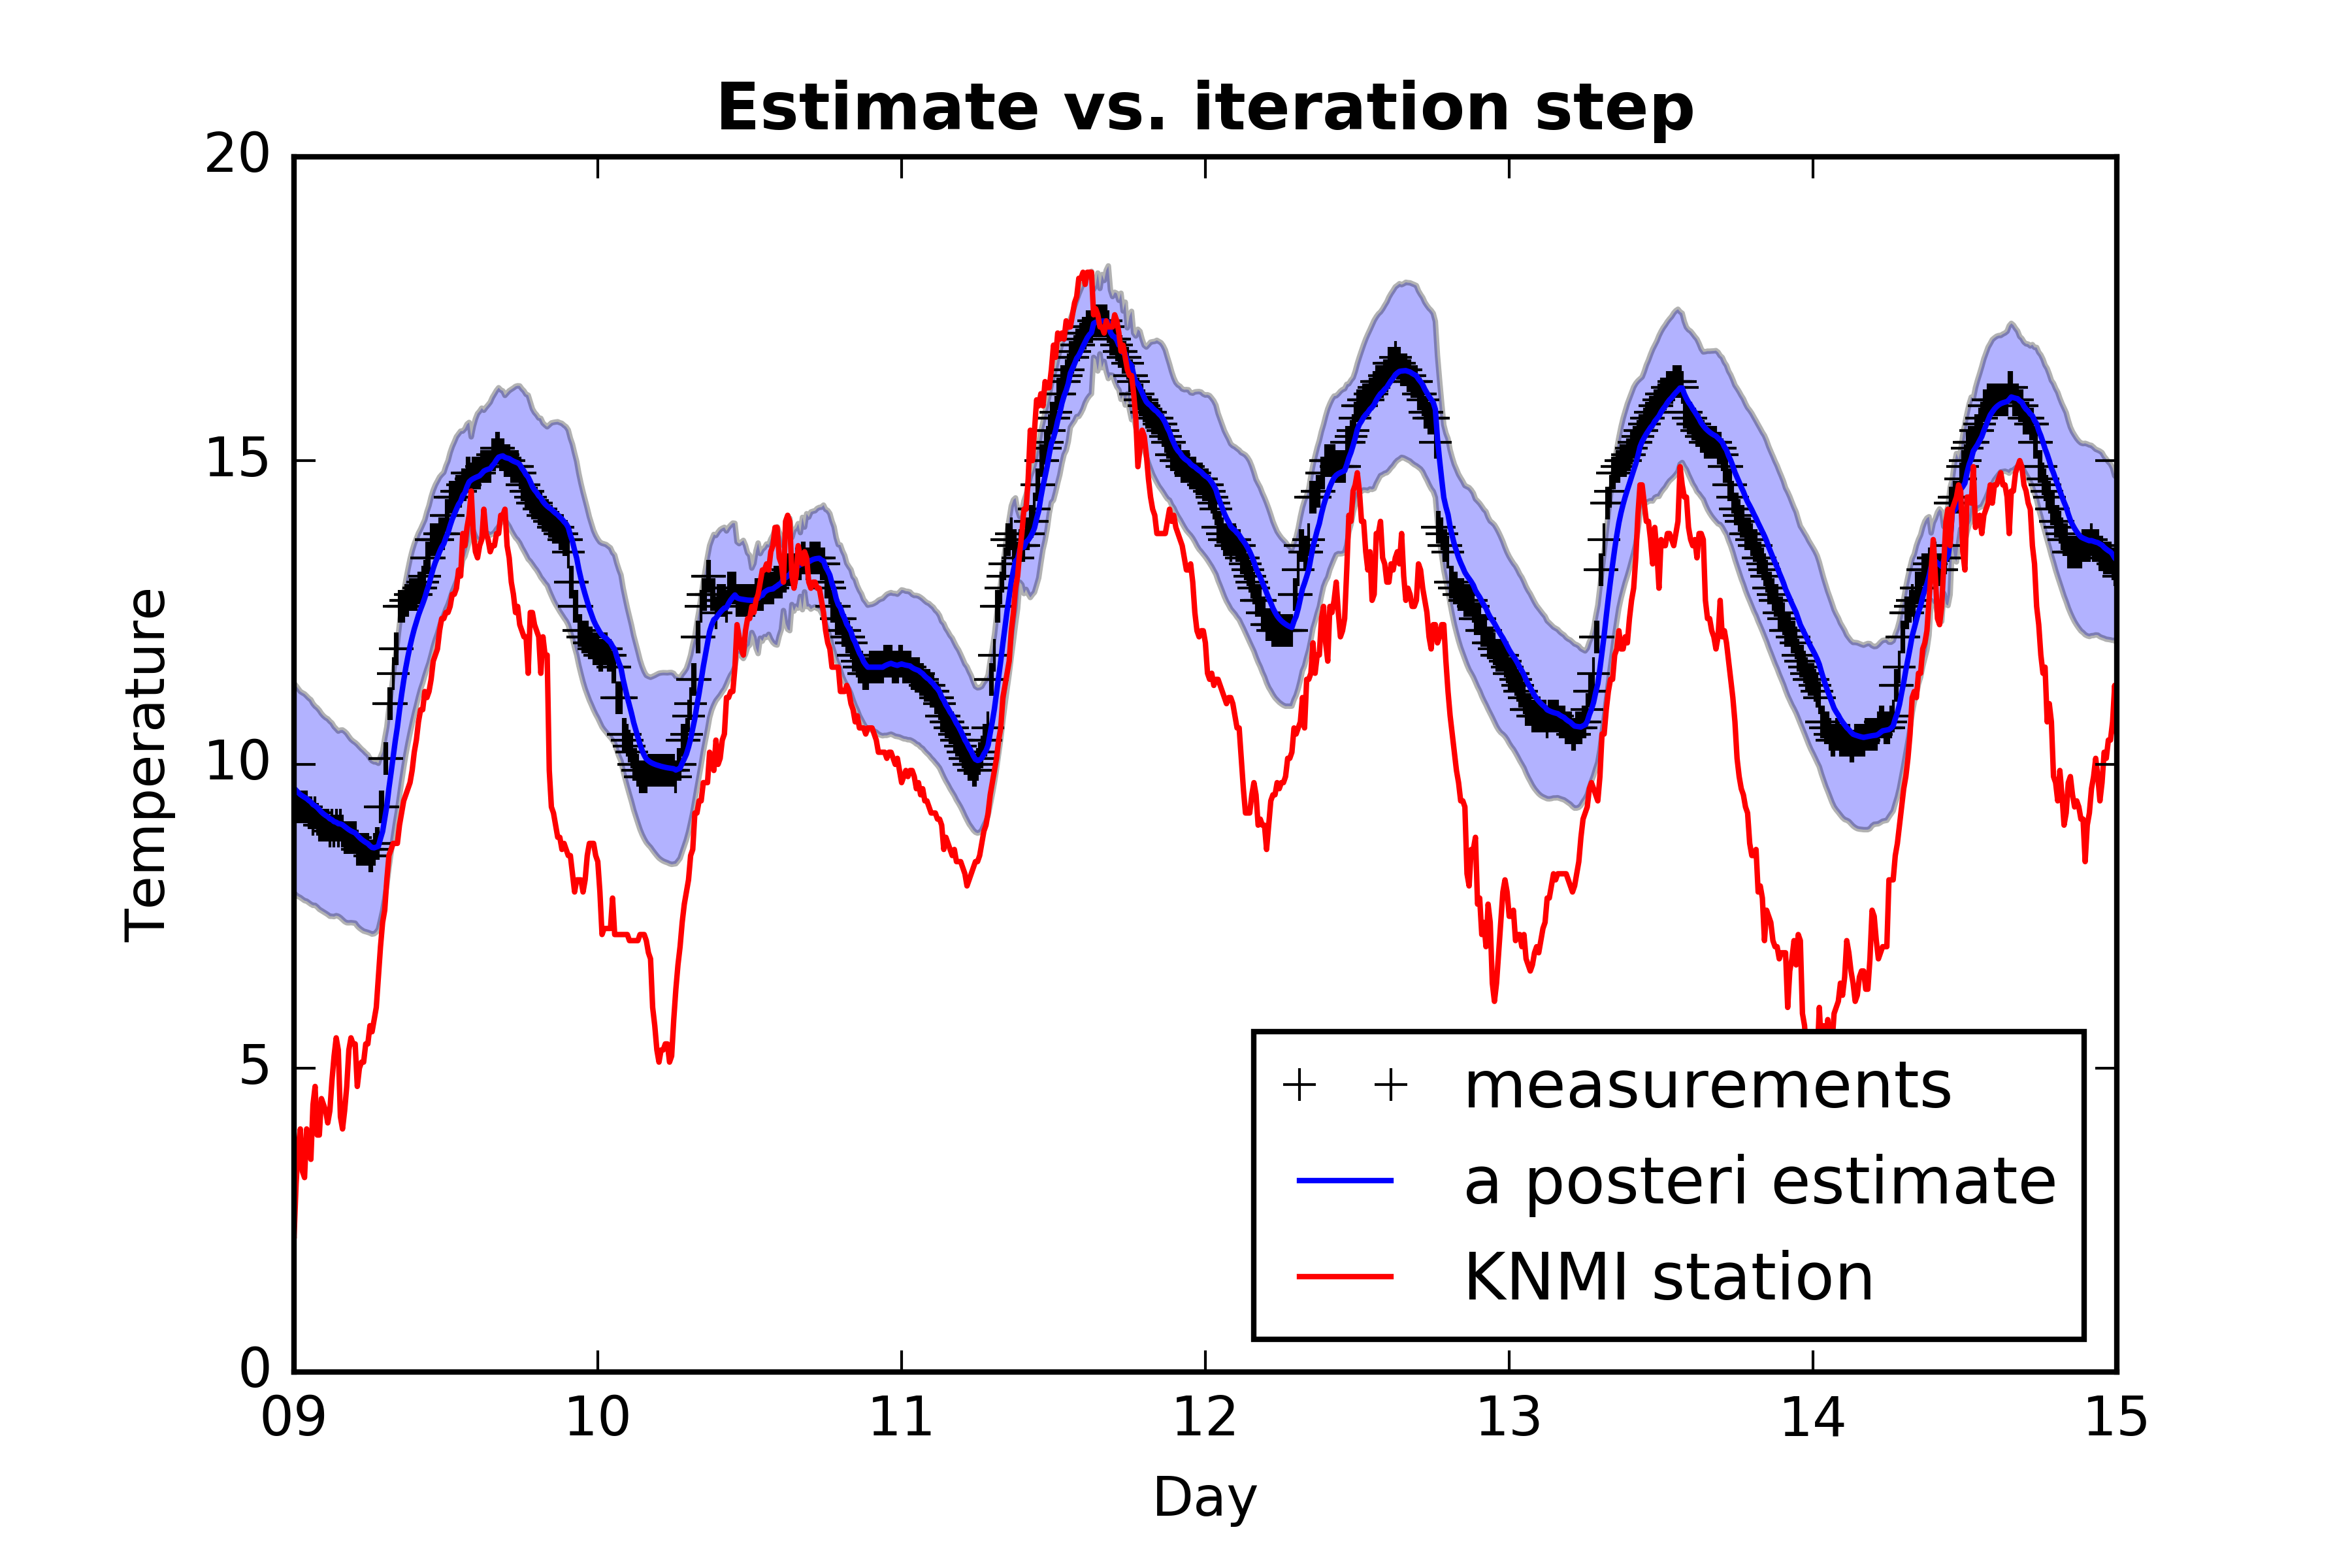 Estimate vs. iteration step
20
15
10
5
0
Temperature
09 10 11 12 13 14 15
Day
measurements
a posteri estimate
KNMI station